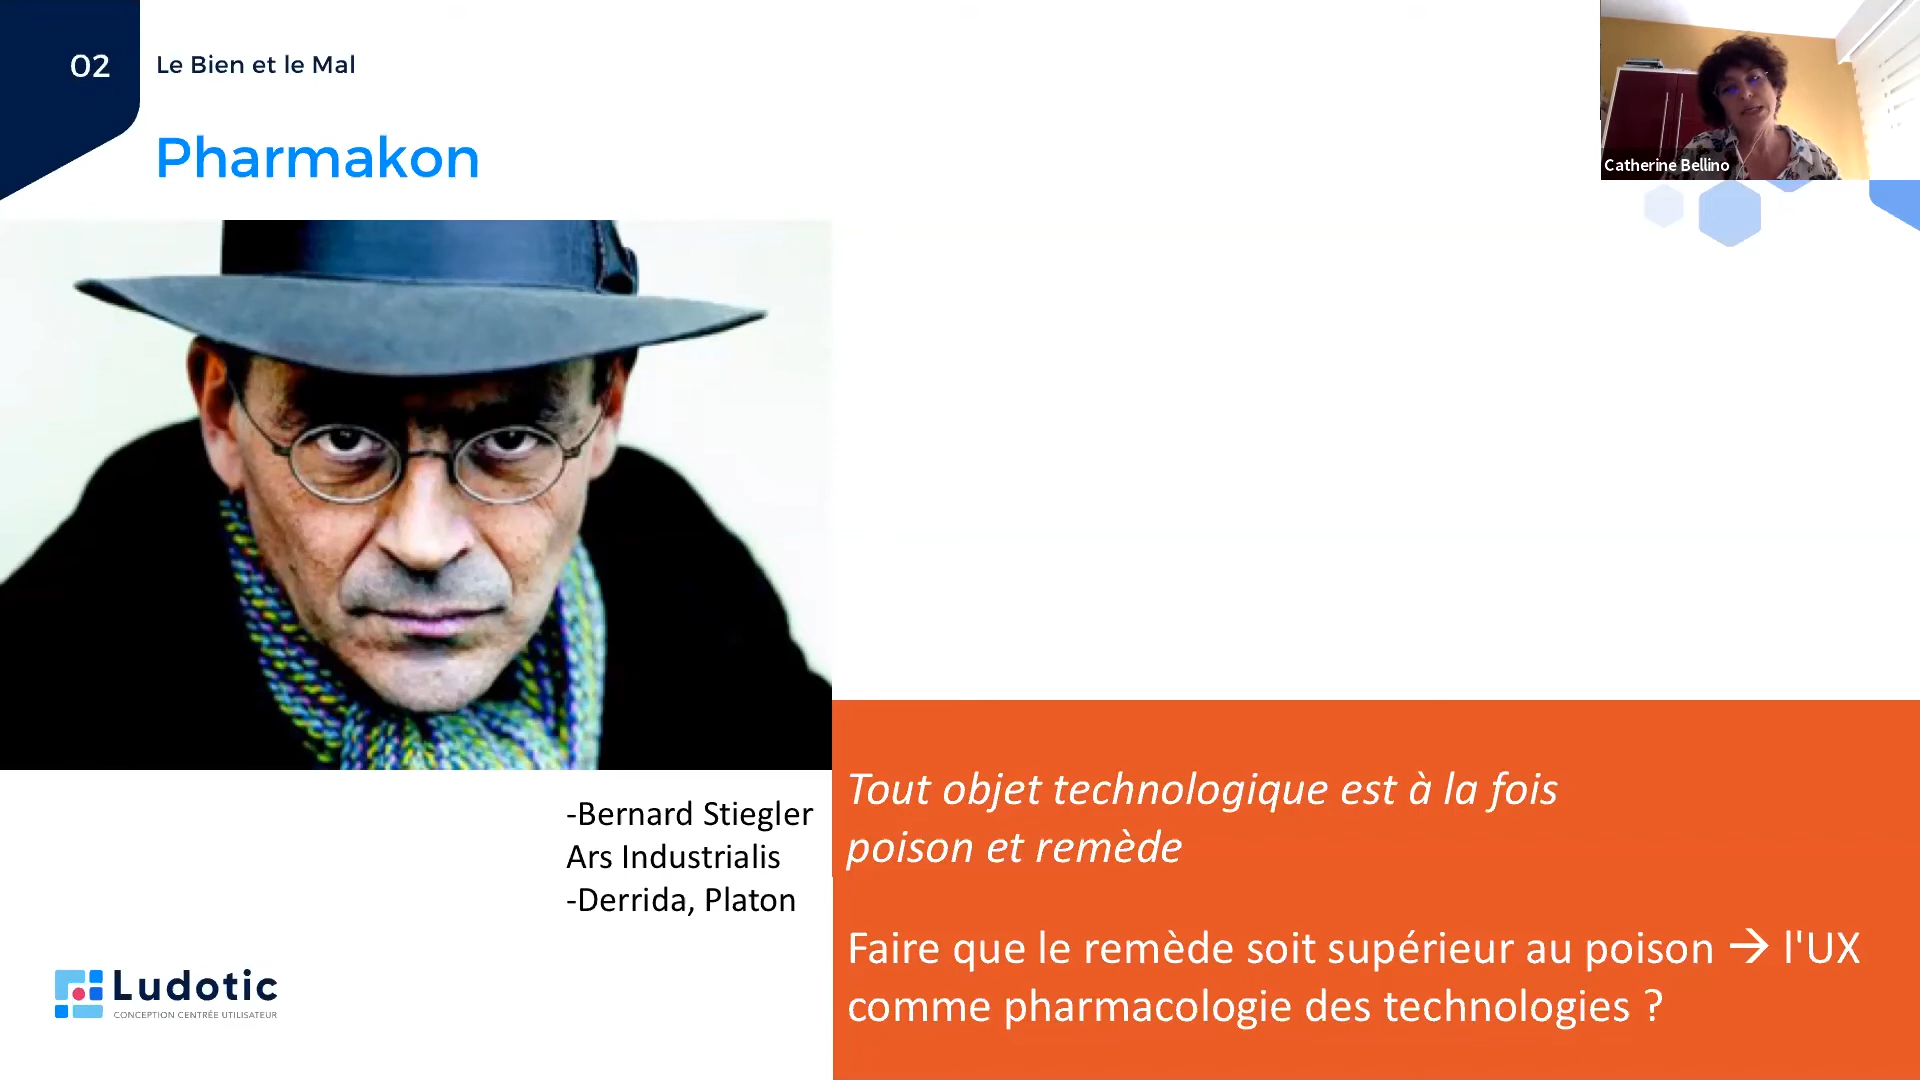 02
Le Bien et le Mal
Pharmakon
Catherine Bellino
-Bernard Stiegler
Ars Industrialis
-Derrida, Platon
Tout objet technologique est à la fois
poison et remède
Faire que le remède soit supérieur au poison → l'UX
comme pharmacologie des technologies ?
Ludotic
CONCEPTION CENTRÉE UTILISATEUR